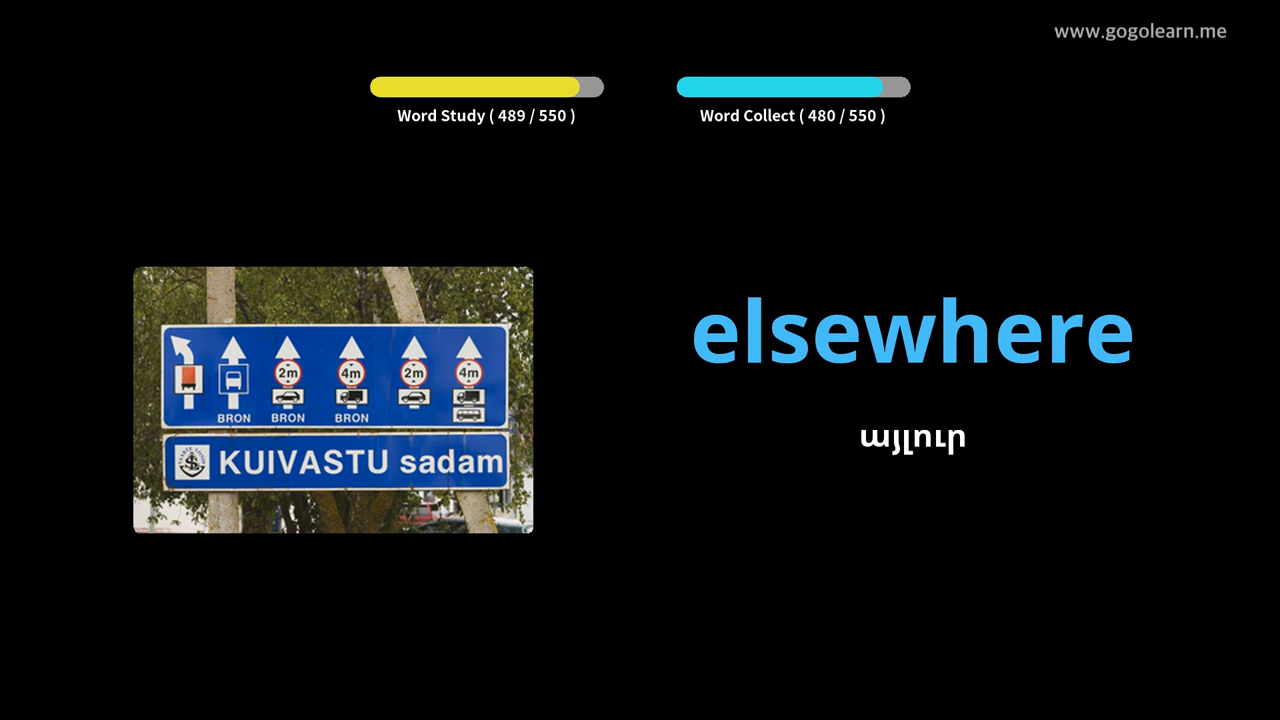 www.gogolearn.me
Word Study ( 489 / 550 )
Word Collect ( 480 / 550 )
2m 4m 2m 4m
BRON BRON BRON
KUIVASTU sadam
elsewhere
այլուր